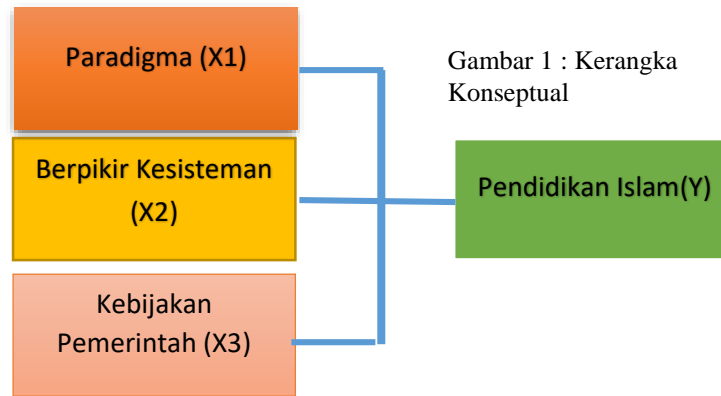 Paradigma (X1)
Gambar 1 : Kerangka
Konseptual
Berpikir Kesisteman
(X2)
Pendidikan Islam(Y)
Kebijakan
Pemerintah (X3)